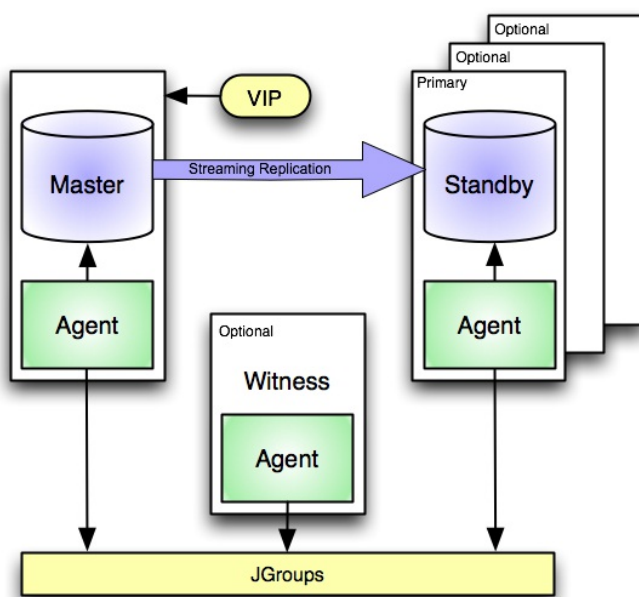 Optional
Optional
Primary
VIP
Master
Streaming Replication
Standby
Agent
Agent
Optional
Witness
Agent
JGroups